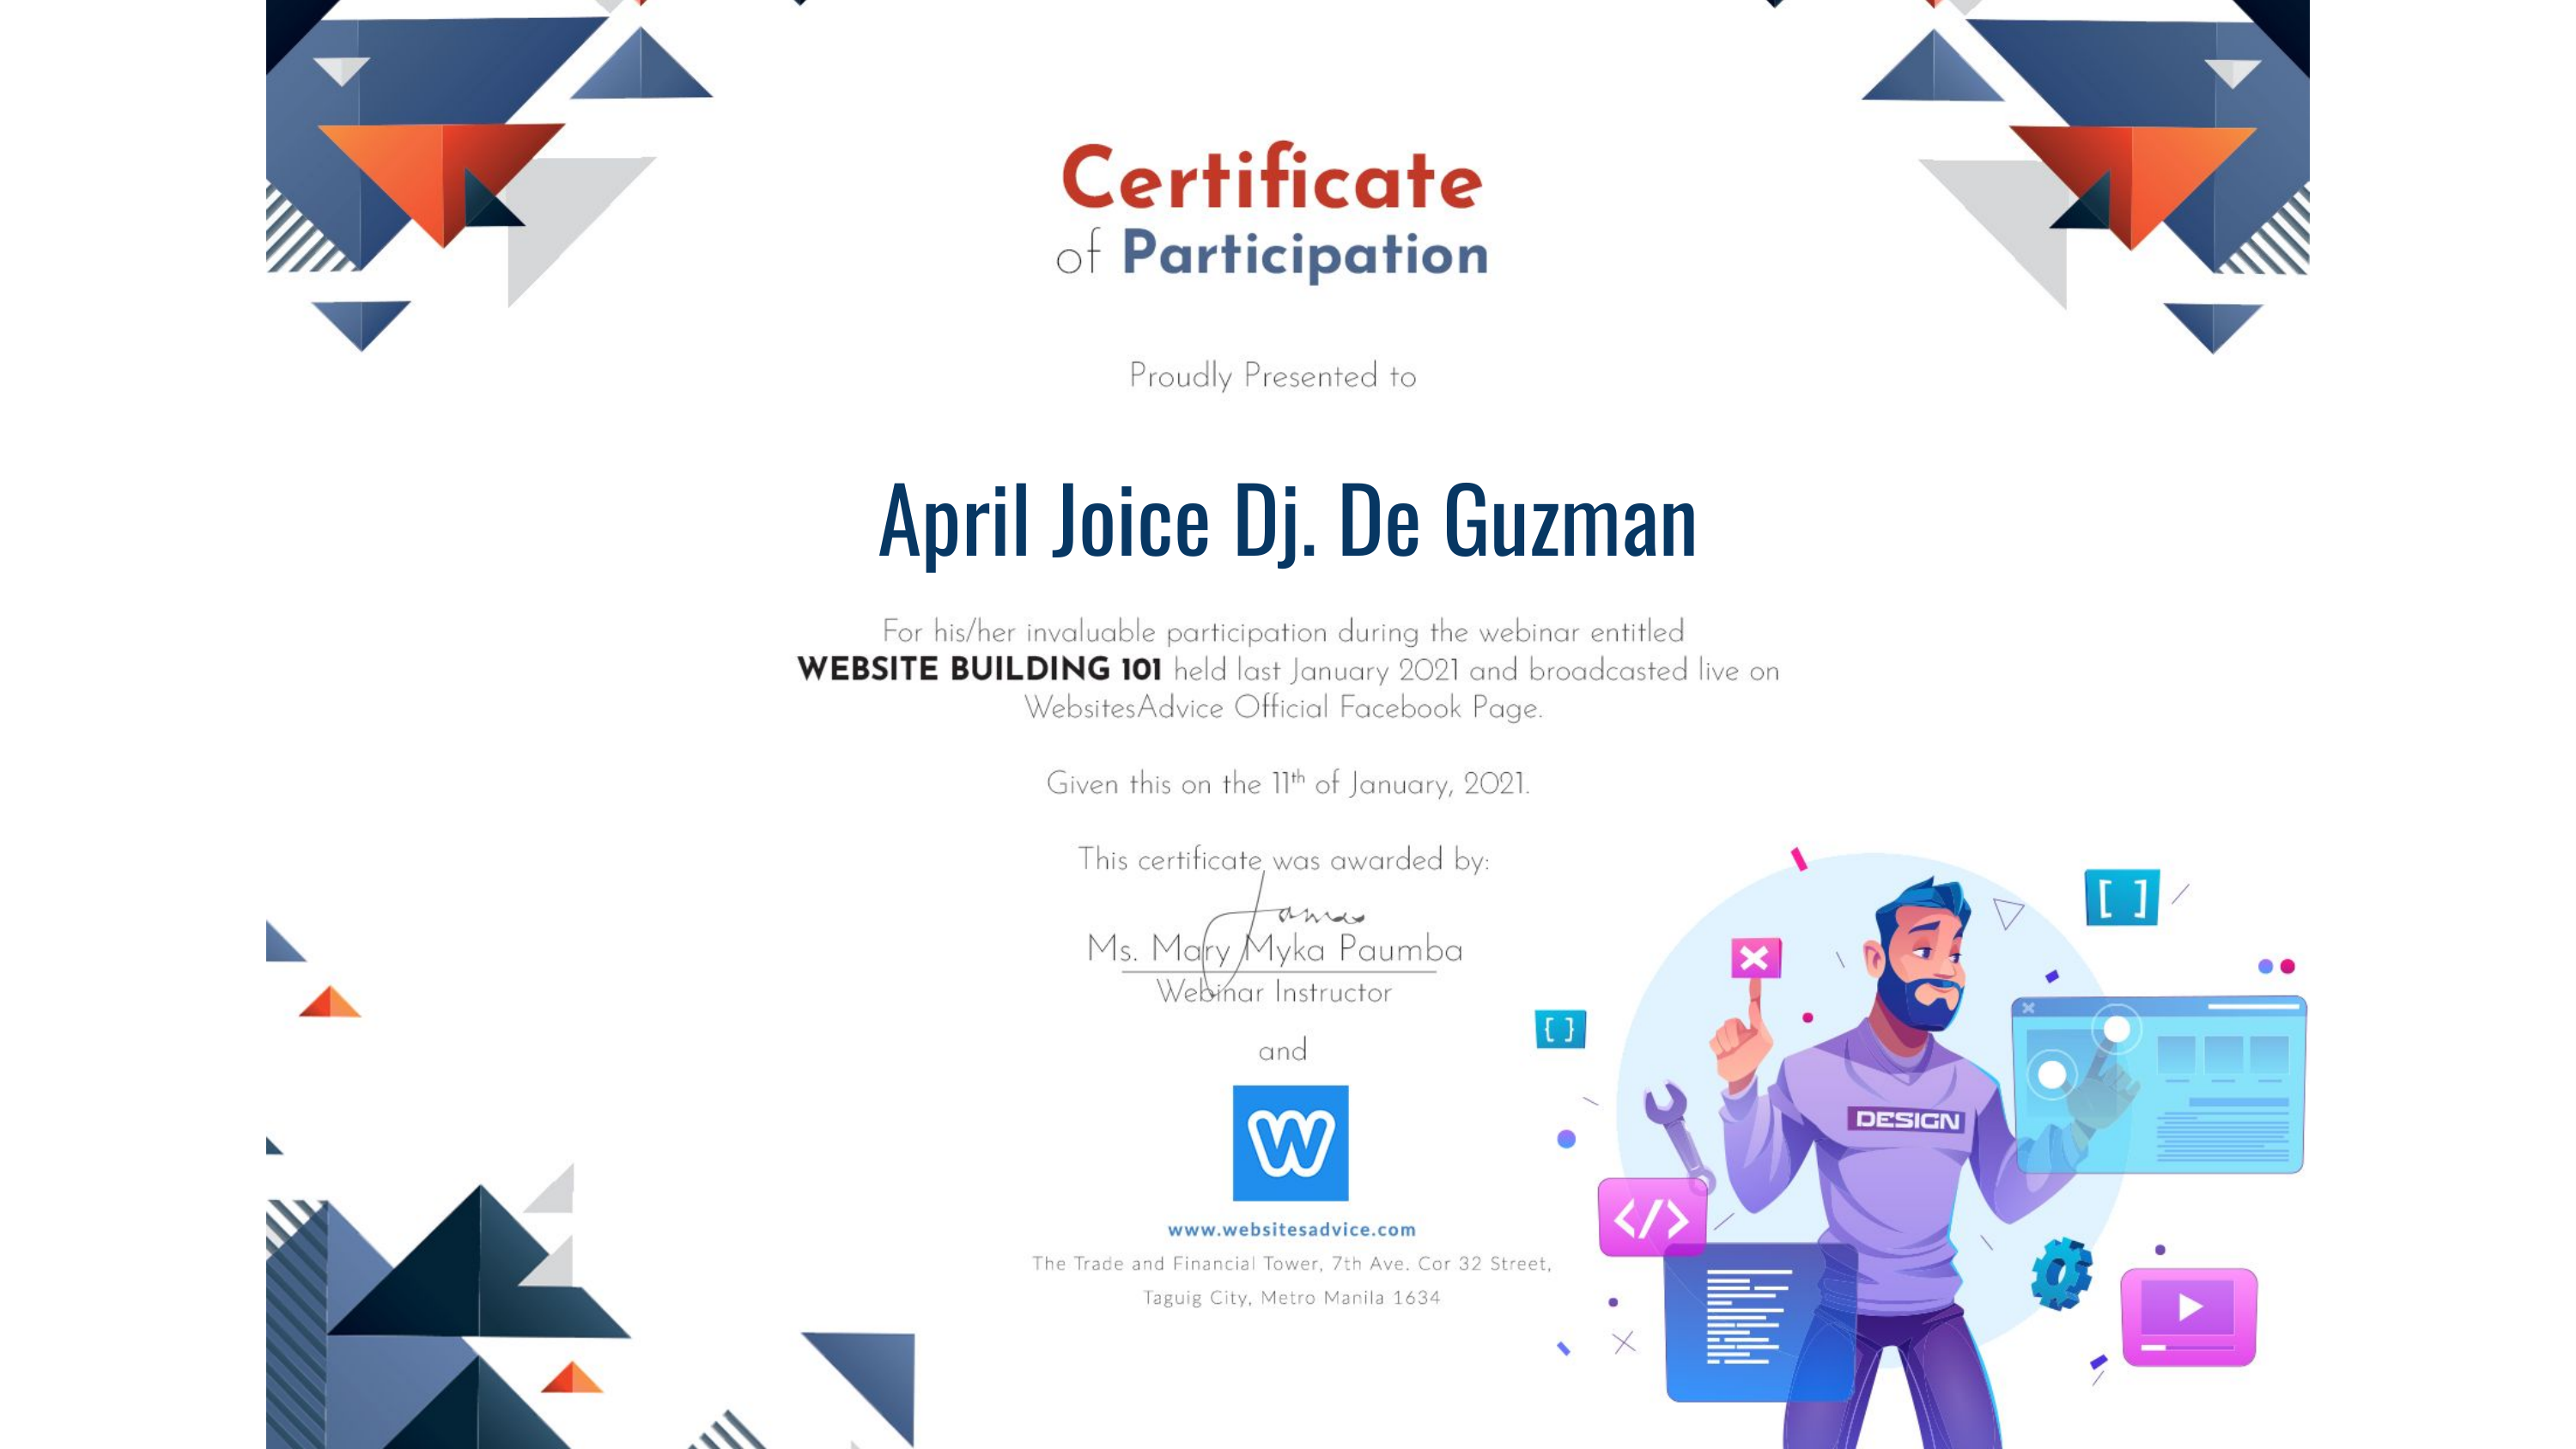 Certificate
of Participation
Proudly Presented to
April Joice Dj. De Guzman
For his/her invaluable participation during the webinar entitled
WEBSITE BUILDING 101 held last January 2021 and broadcasted live on
WebsitesAdvice Official Facebook Page.
Given this on the 11th of January, 2021.
This certificate was awarded by:
Ms. Mary Myka Paumba
Webinar Instructor
and
W
www.websitesadvice.com
The Trade and Financial Tower, 7th Ave. Cor 32 Street,
Taguig City, Metro Manila 1634
[ ]
{ }
DESIGN
</>